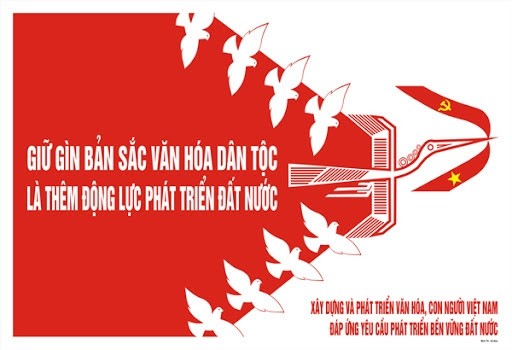 GIỮ GÌN BẢN SẮC VĂN HÓA DÂN TỘC
LÀ THÊM ĐỘNG LỰC PHÁT TRIỂN ĐẤT NƯỚC
XÂY DỰNG VÀ PHÁT TRIỂN VĂN HÓA, CON NGƯỜI VIỆT NAM
ĐÁP ỨNG YÊU CẦU PHÁT TRIỂN BỀN VỮNG ĐẤT NƯỚC